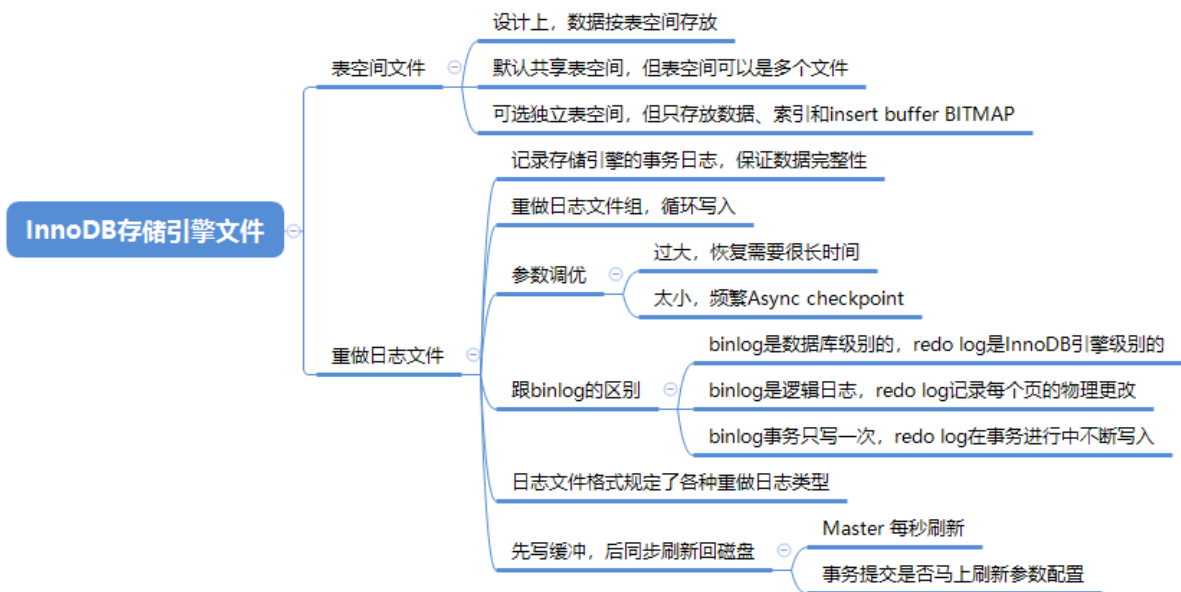 InnoDB存储引擎文件
表空间文件
设计上，数据按表空间存放
默认共享表空间，但表空间可以是多个文件
可选独立表空间，但只存放数据、索引和insert buffer BITMAP
重做日志文件
记录存储引擎的事务日志，保证数据完整性
重做日志文件组，循环写入
参数调优
过大，恢复需要很长时间
太小，频繁Async checkpoint
跟binlog的区别
binlog是数据库级别的，redo log是InnoDB引擎级别的
binlog是逻辑日志，redo log记录每个页的物理更改
binlog事务只写一次，redo log在事务进行中不断写入
日志文件格式规定了各种重做日志类型
先写缓冲，后同步刷新回磁盘
Master 每秒刷新
事务提交是否马上刷新参数配置